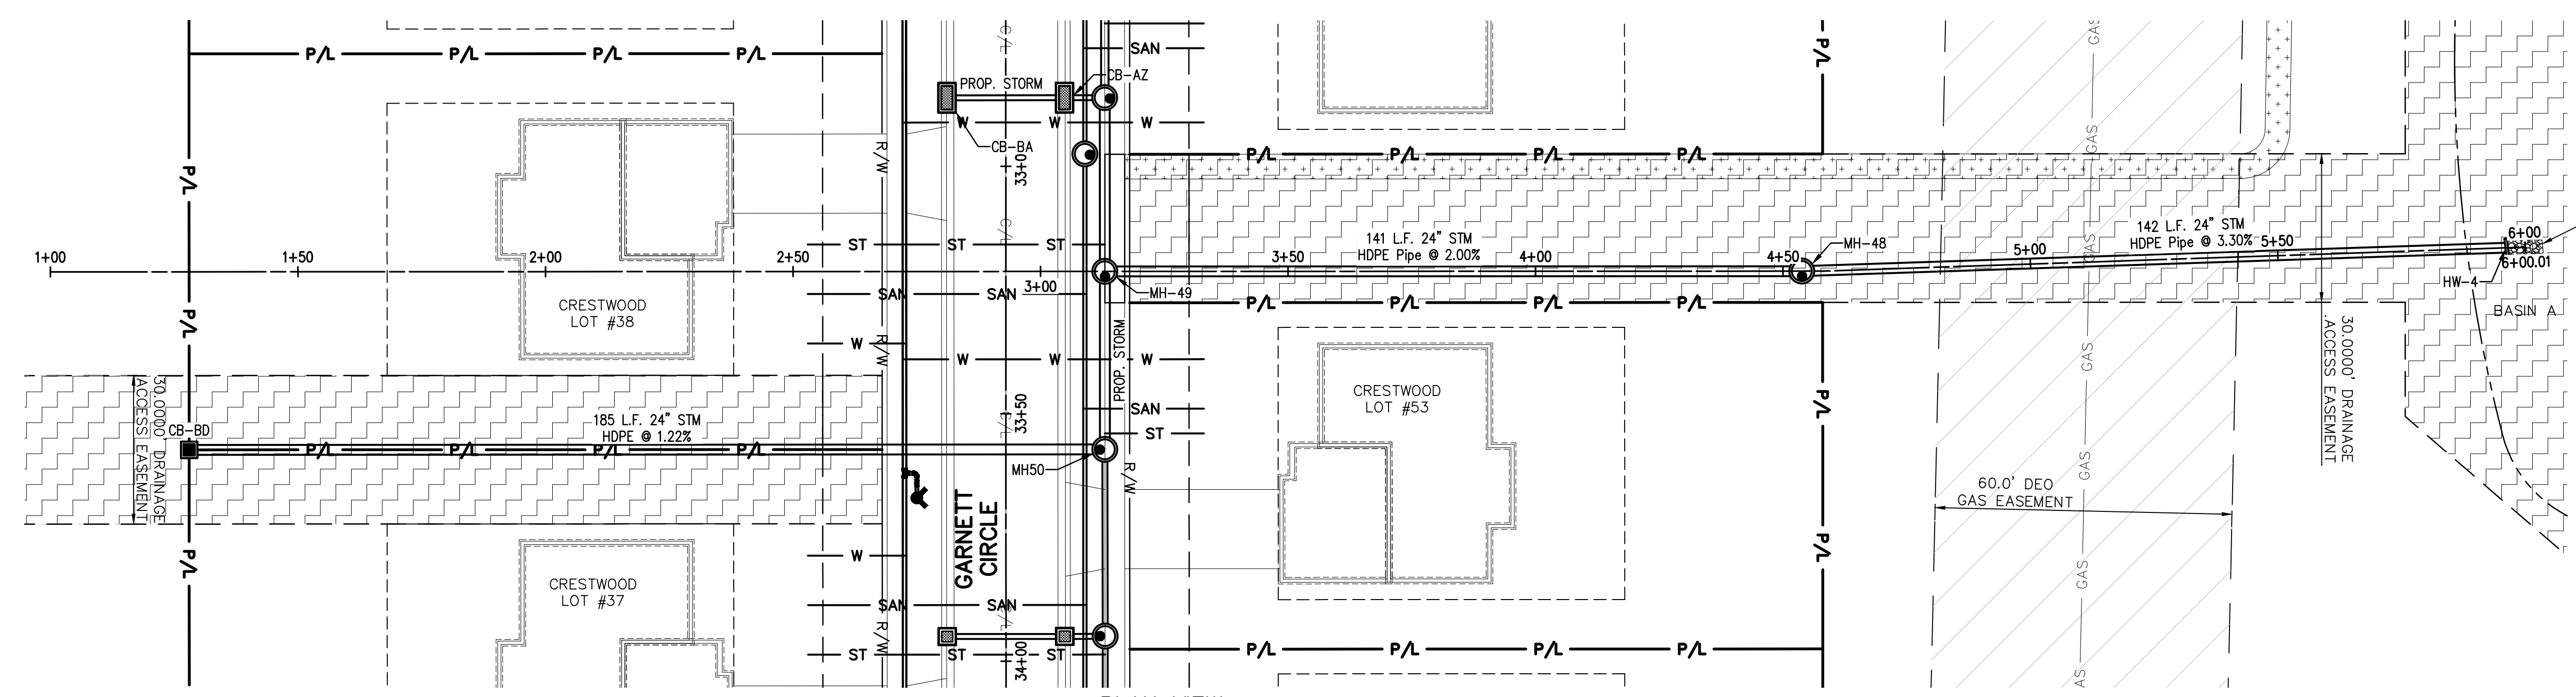 P/L P/L P/L P/L
SAN
P/L
GAS
C/L
PROP. STORM
CB-AZ
W W W W
CB-BA
R/W
33+0
P/L P/L P/L P/L
GAS
P/L
C/L
ST ST ST
1+00 1+50 2+00 2+50 3+00 3+50 4+00 4+50 5+00 5+50 6+00
6+00.01
141 L.F. 24" STM
HDPE Pipe @ 2.00%
MH-48
142 L.F. 24" STM
HDPE Pipe @ 3.30%
HW-4
BASIN A
MH-49
SAN SAN
P/L P/L P/L P/L
CRESTWOOD
LOT #38
P/L
W
R/W
W W W
PROP. STORM
GAS
30.0000' DRAINAGE
ACCESS EASEMENT
CRESTWOOD
LOT #53
30.0000' DRAINAGE
ACCESS EASEMENT
CB-BD
185 L.F. 24" STM
HDPE @ 1.22%
P/L P/L P/L P/L
33+50
SAN
ST
P/L
MH50
R/W
GAS
60.0' DEO
GAS EASEMENT
GARNETT
CIRCLE
W
P/L
P/L
CRESTWOOD
LOT #37
GAS
SAN SAN
C/L
R/W
ST ST ST
34+00
P/L P/L P/L P/L